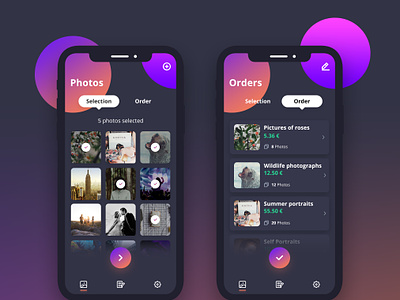 Photos
Selection
Order
5 photos selected
Orders
Selection
Order
Pictures of roses
5.36 €
8 Photos
Wildlife photographs
12.50 €
12 Photos
Summer portraits
55.50 €
23 Photos
Self Portraits